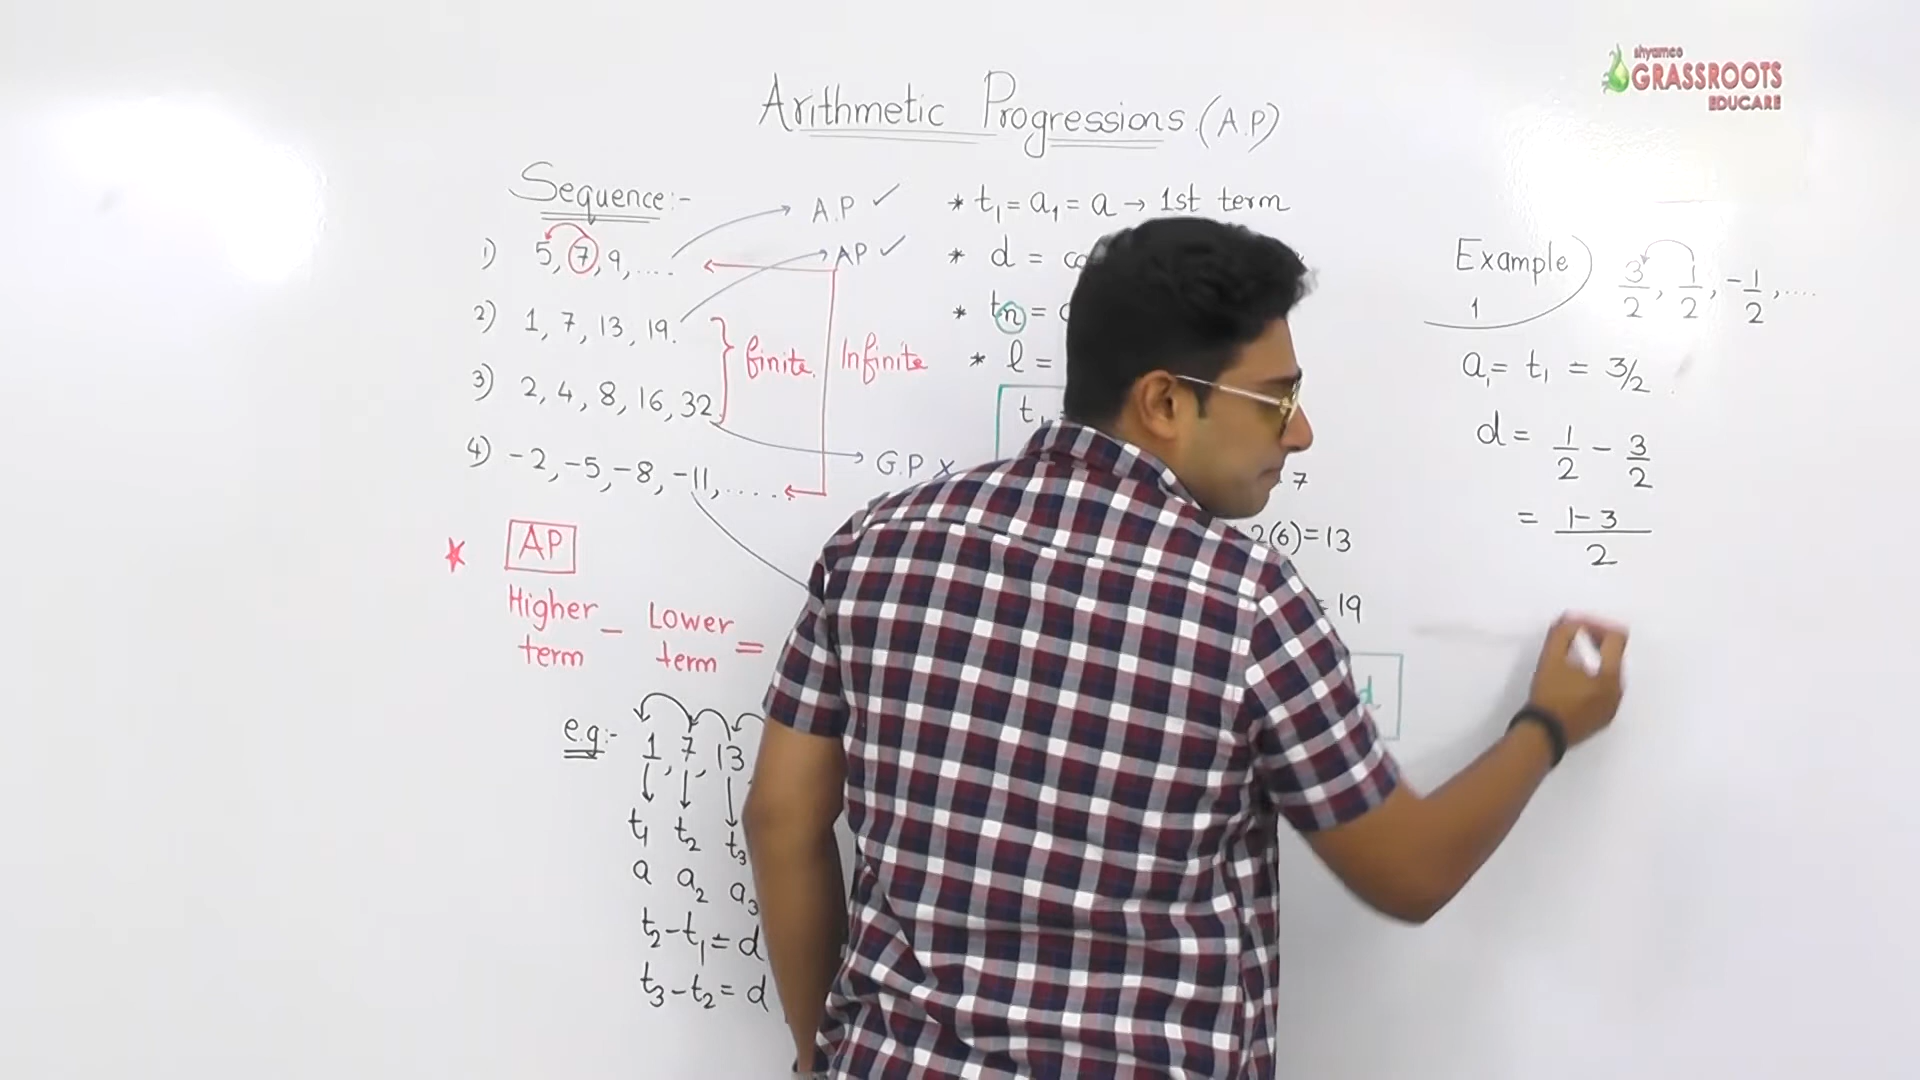 shyamco
GRASSROOTS
EDUCARE
Arithmetic Progressions. (A.P)
Sequence:-
1) 5, 7, 9, ....
2) 1, 7, 13, 19.
3) 2, 4, 8, 16, 32
4) -2, -5, -8, -11, .....
A.P ✓
AP ✓
finite.
Infinite
G.P ×
★ AP
Higher term - Lower term =
e.g:- 1, 7, 13
t₁ t₂ t₃
a a₂ a₃
t₂-t₁ = d
t₃-t₂ = d
* t₁ = a₁ = a → 1st term
* d =
* tn =
* l =
t₁
7
2(6)=13
= 19
d
Example 1
3/2, 1/2, -1/2, ....
a₁ = t₁ = 3/2
d = 1/2 - 3/2
= 1-3/2